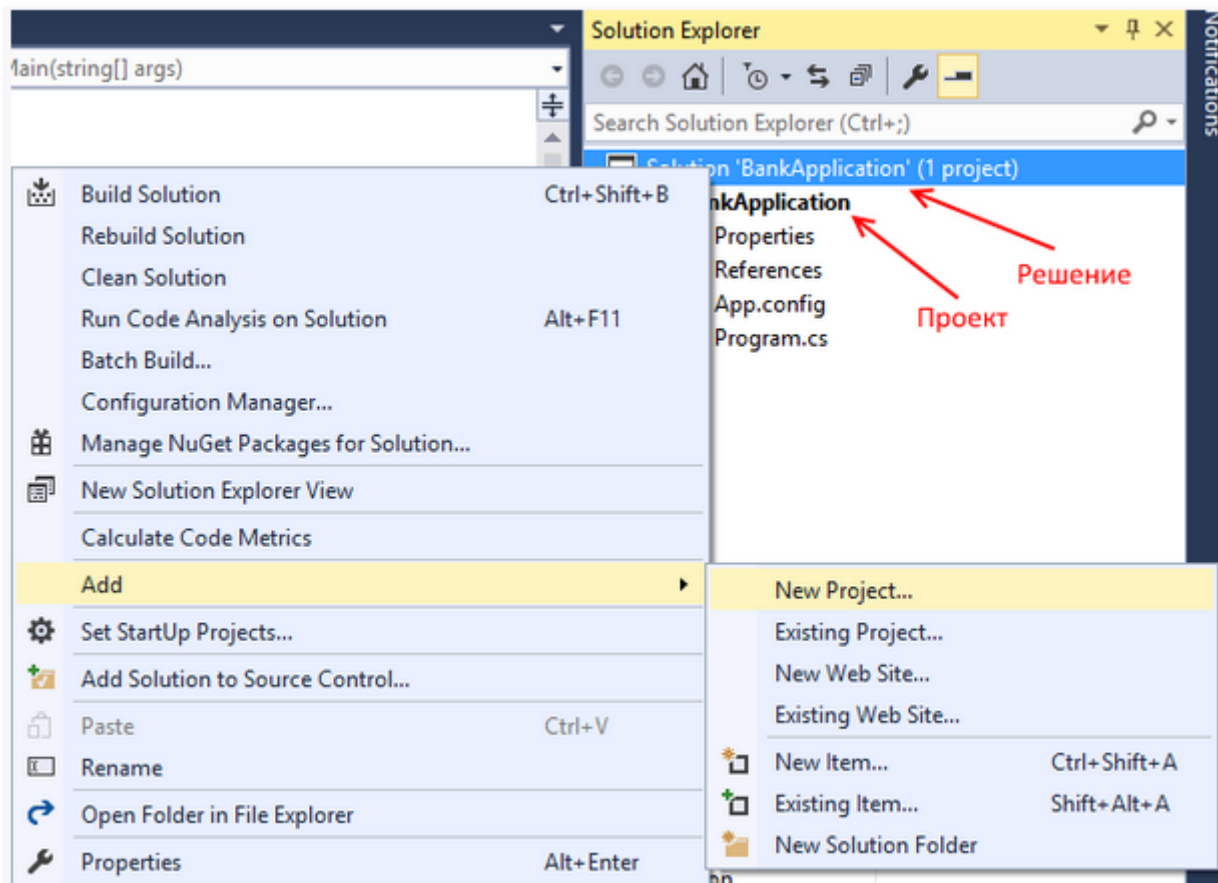 Main(string[] args)
Solution Explorer
Search Solution Explorer (Ctrl+;)
Solution 'BankApplication' (1 project)
nkApplication
Properties
References
App.config
Program.cs
Решение
Проект
Notifications
Build Solution Ctrl+Shift+B
Rebuild Solution
Clean Solution
Run Code Analysis on Solution Alt+F11
Batch Build...
Configuration Manager...
Manage NuGet Packages for Solution...
New Solution Explorer View
Calculate Code Metrics
Add
Set StartUp Projects...
Add Solution to Source Control...
Paste Ctrl+V
Rename
Open Folder in File Explorer
Properties Alt+Enter
New Project...
Existing Project...
New Web Site...
Existing Web Site...
New Item... Ctrl+Shift+A
Existing Item... Shift+Alt+A
New Solution Folder